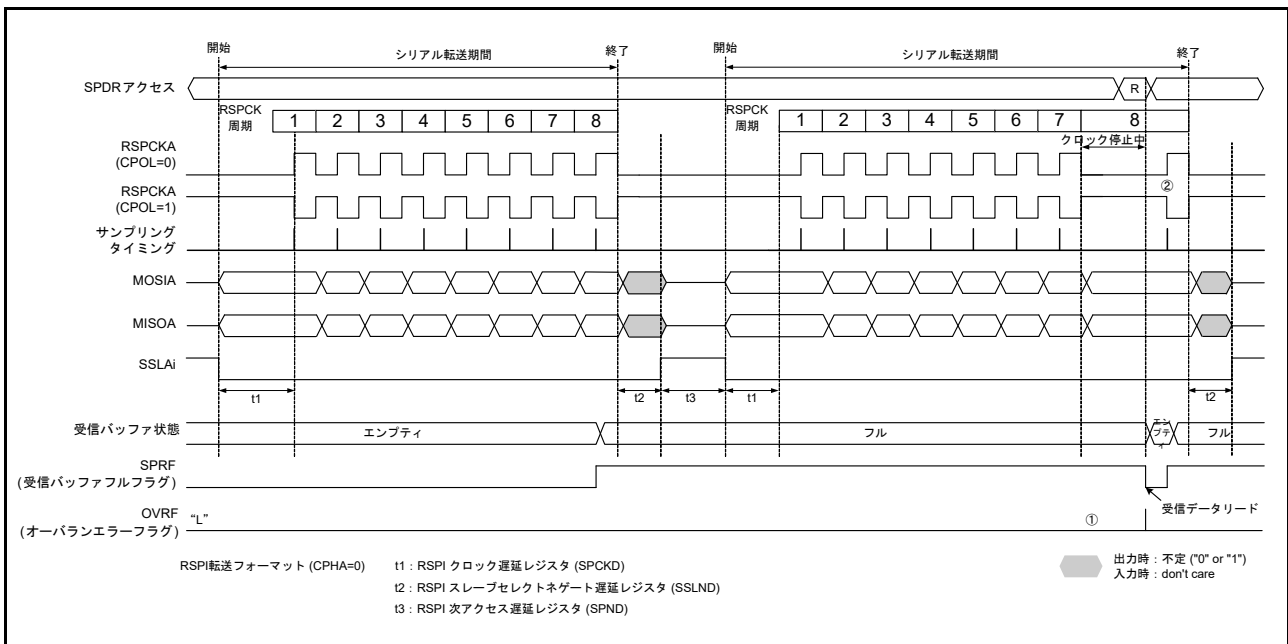 開始 シリアル転送期間 終了 開始 シリアル転送期間 終了
SPDRアクセス R
RSPCK
周期
1 2 3 4 5 6 7 8
RSPCK
周期
1 2 3 4 5 6 7 8
クロック停止中
RSPCKA
(CPOL=0)
RSPCKA
(CPOL=1)
②
サンプリング
タイミング
MOSIA
MISOA
SSLAi
t1 t2 t3 t1 t2
受信バッファ状態 エンプティ フル エンプティ フル
SPRF
(受信バッファフルフラグ)
受信データリード
OVRF
(オーバランエラーフラグ)
“L”
①
RSPI転送フォーマット (CPHA=0)
t1 : RSPI クロック遅延レジスタ (SPCKD)
t2 : RSPI スレーブセレクトネゲート遅延レジスタ (SSLND)
t3 : RSPI 次アクセス遅延レジスタ (SPND)
出力時 : 不定 ("0" or "1")
入力時 : don't care